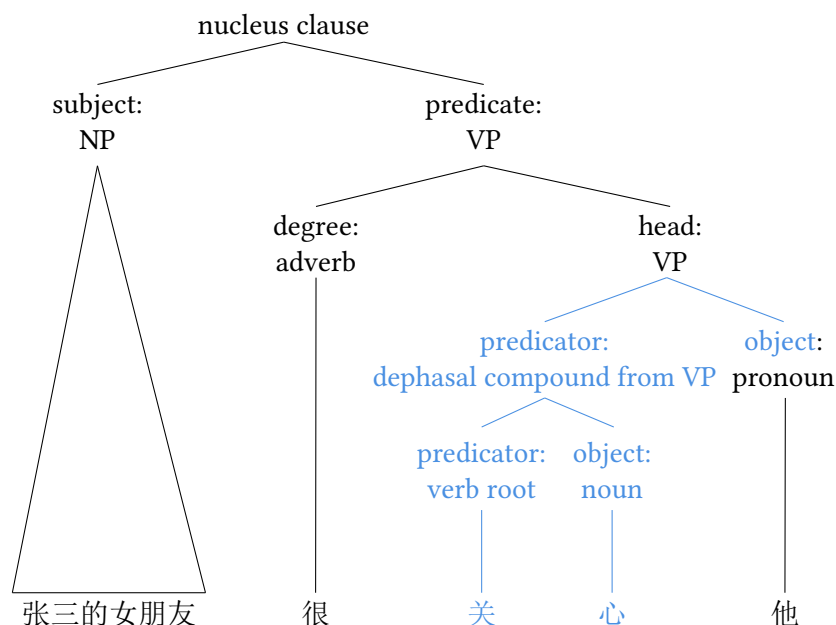 nucleus clause
subject:
NP
predicate:
VP
degree:
adverb
head:
VP
predicator:
dephasal compound from VP
object:
pronoun
predicator:
verb root
object:
noun
张三的女朋友 很 关 心 他